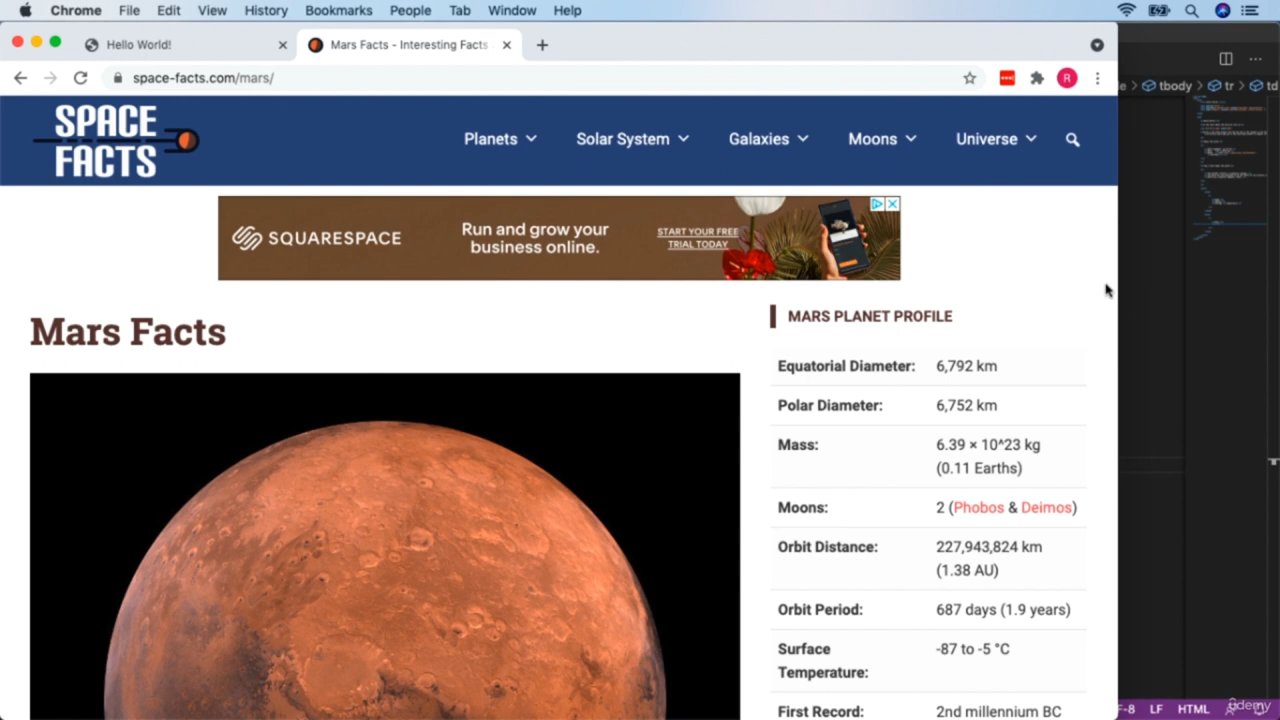 Chrome File Edit View History Bookmarks People Tab Window Help
Hello World!
Mars Facts - Interesting Facts
space-facts.com/mars/
R
tbody > tr > td
SPACE
FACTS
Planets
Solar System
Galaxies
Moons
Universe
SQUARESPACE
Run and grow your
business online.
START YOUR FREE
TRIAL TODAY
Mars Facts
MARS PLANET PROFILE
Equatorial Diameter: 6,792 km
Polar Diameter: 6,752 km
Mass: 6.39 × 10^23 kg
(0.11 Earths)
Moons: 2 (Phobos & Deimos)
Orbit Distance: 227,943,824 km
(1.38 AU)
Orbit Period: 687 days (1.9 years)
Surface
Temperature: -87 to -5 °C
First Record: 2nd millennium BC
F-8 LF HTML
ûdemy